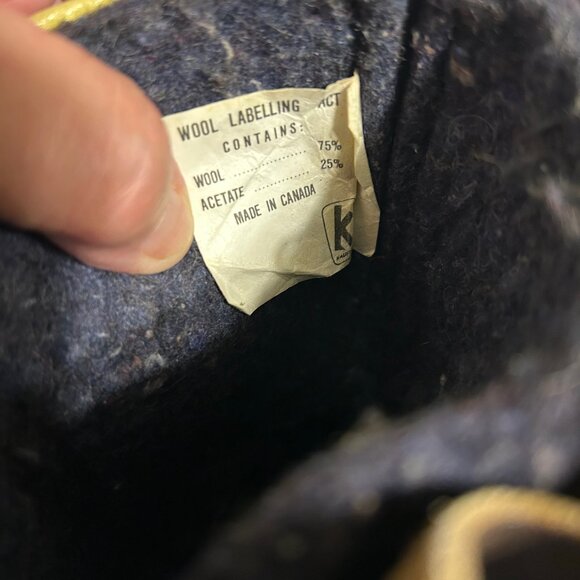 WOOL LABELLING ACT
CONTAINS:
WOOL .................. 75%
ACETATE ............. 25%
MADE IN CANADA
K